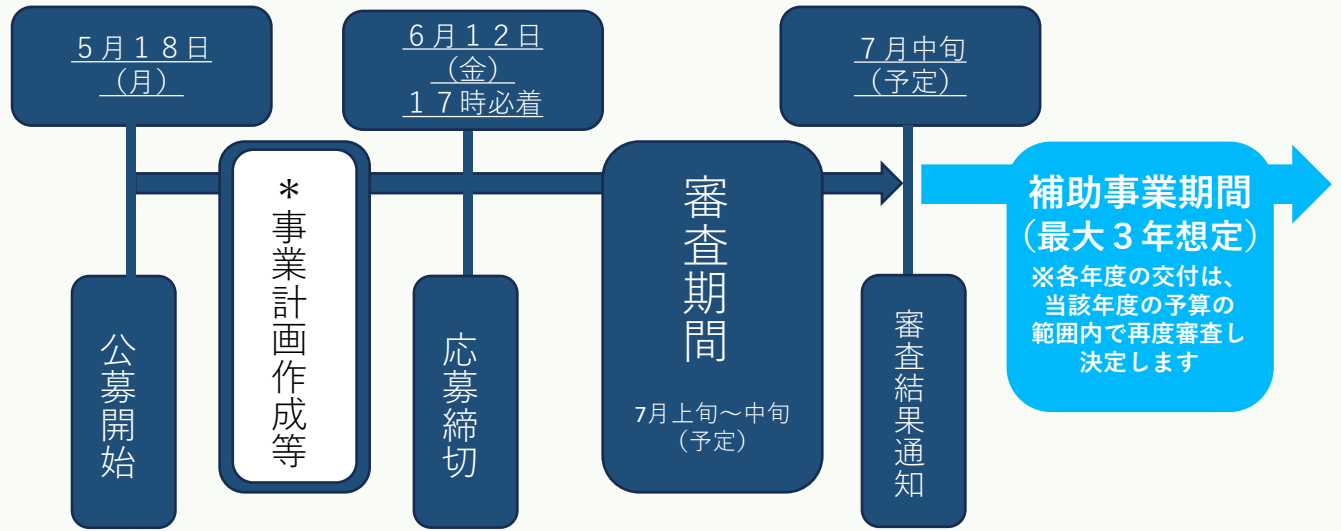 ５月１８日
（月）
６月１２日
（金）
１７時必着
７月中旬
（予定）
公募開始
＊事業計画作成等
応募締切
審査期間
7月上旬～中旬
（予定）
審査結果通知
補助事業期間
（最大３年想定）
※各年度の交付は、
当該年度の予算の
範囲内で再度審査し
決定します